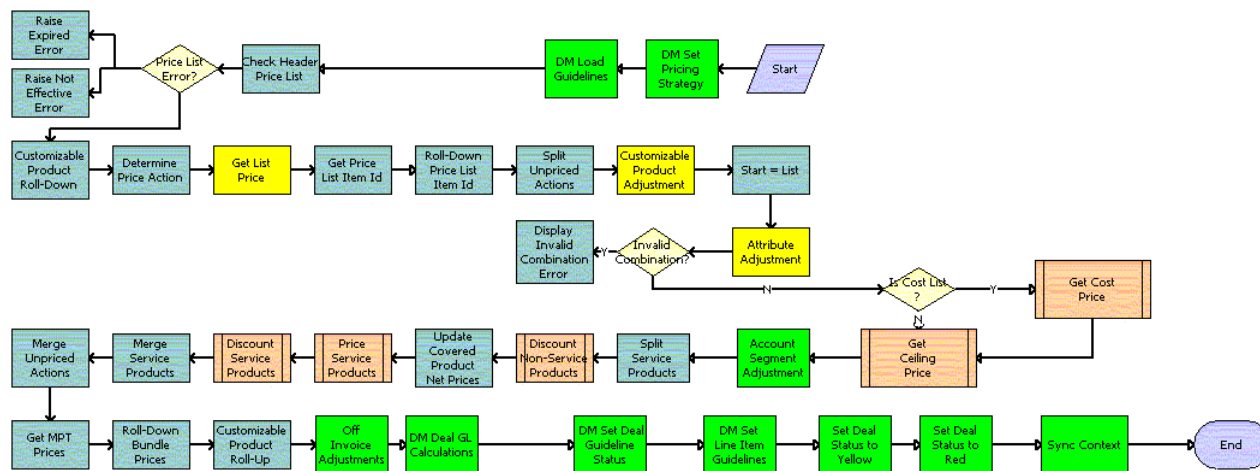 Raise
Expired
Error
Price List
Error?
Check Header
Price List
DM Load
Guidelines
DM Set
Pricing
Strategy
Start
Raise Not
Effective
Error
Customizable
Product
Roll-Down
Determine
Price Action
Get List
Price
Get Price
List Item Id
Roll-Down
Price List
Item Id
Split
Unpriced
Actions
Customizable
Product
Adjustment
Start = List
Display
Invalid
Combination
Error
Y
Invalid
Combination?
Attribute
Adjustment
N
Is Cost List
?
Y
Get Cost
Price
N
Merge
Unpriced
Actions
Merge
Service
Products
Discount
Service
Products
Price
Service
Products
Update
Covered
Product
Net Prices
Discount
Non-Service
Products
Split
Service
Products
Account
Segment
Adjustment
Get
Ceiling
Price
Get MPT
Prices
Roll-Down
Bundle
Prices
Customizable
Product
Roll-Up
Off
Invoice
Adjustments
DM Deal GL
Calculations
DM Set Deal
Guideline
Status
DM Set
Line Item
Guidelines
Set Deal
Status to
Yellow
Set Deal
Status to
Red
Sync Context
End